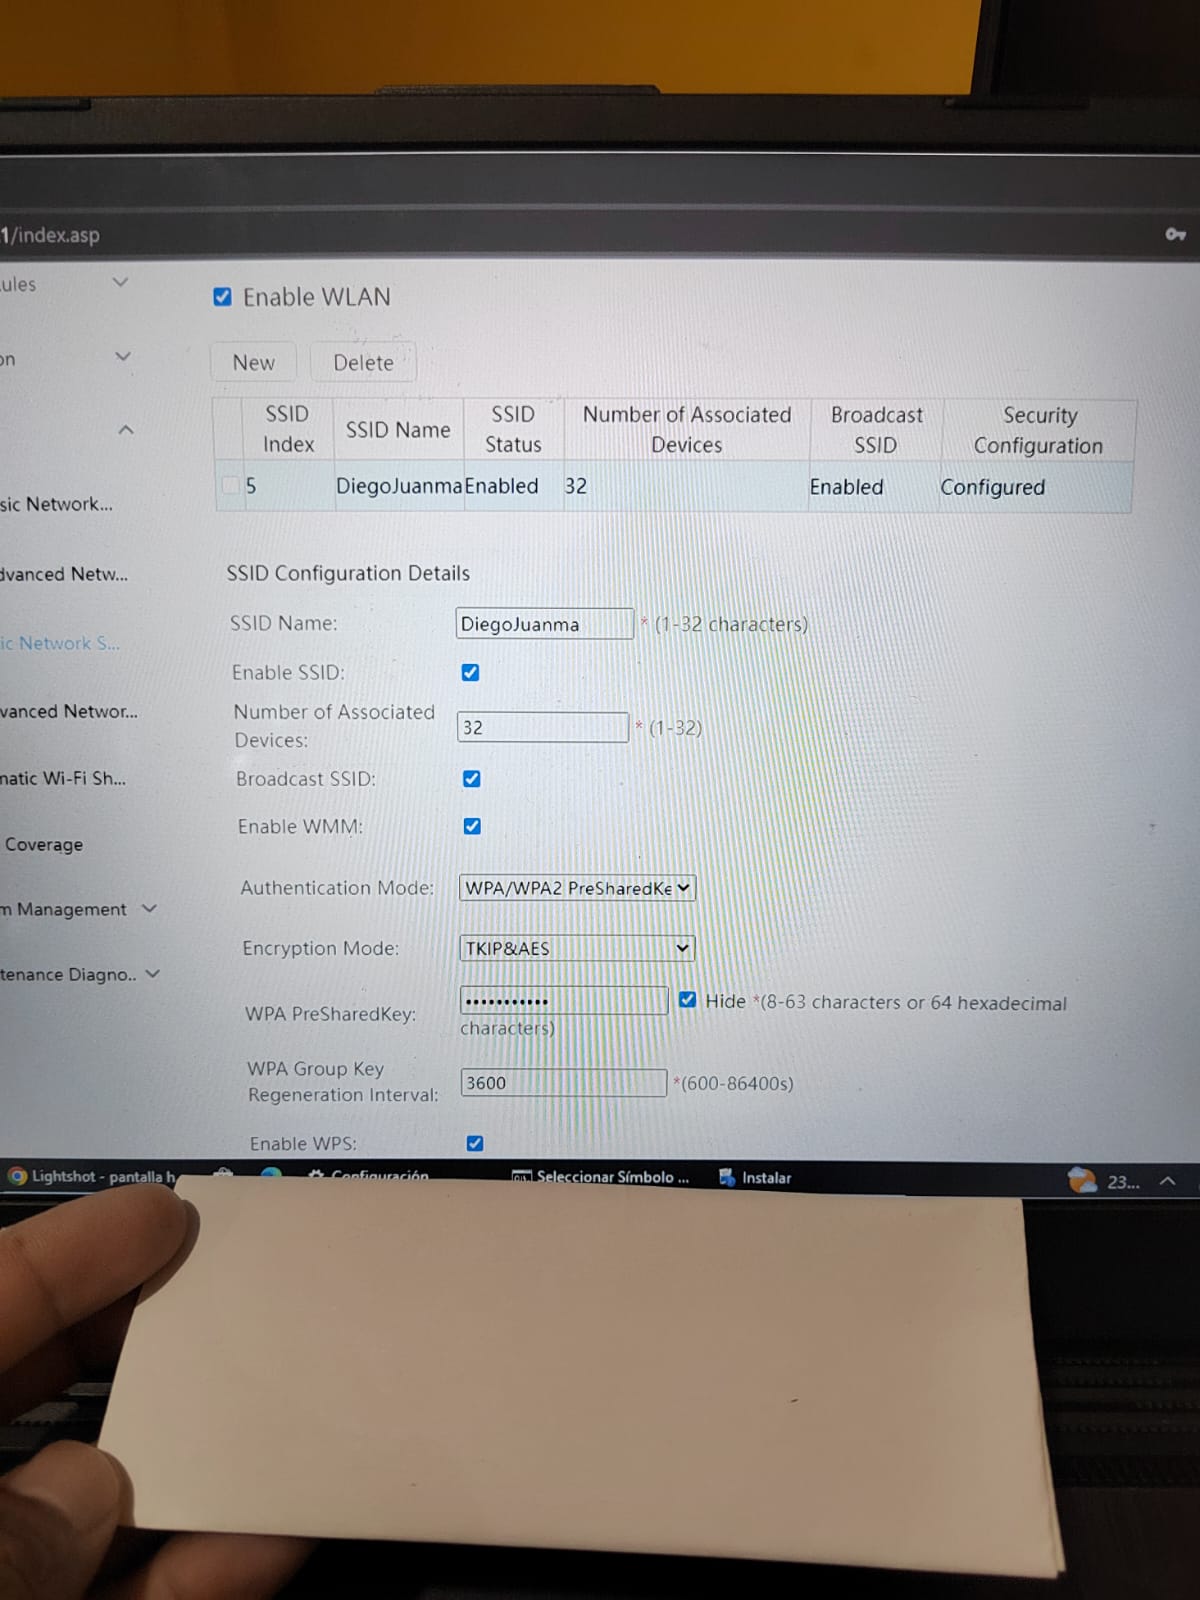 1/index.asp
ules
Enable WLAN
on
New Delete
SSID Index SSID Name SSID Status Number of Associated Devices Broadcast SSID Security Configuration
5 DiegoJuanma Enabled 32 Enabled Configured
sic Network...
dvanced Netw...
SSID Configuration Details
SSID Name: DiegoJuanma * (1-32 characters)
ic Network S...
Enable SSID:
vanced Networ...
Number of Associated
Devices: 32 * (1-32)
matic Wi-Fi Sh...
Broadcast SSID:
Enable WMM:
Coverage
Authentication Mode: WPA/WPA2 PreSharedKe
m Management
Encryption Mode: TKIP&AES
tenance Diagno..
WPA PreSharedKey: ••••••••••• Hide *(8-63 characters or 64 hexadecimal
characters)
WPA Group Key
Regeneration Interval: 3600 *(600-86400s)
Enable WPS:
Lightshot - pantalla h Configuración Seleccionar Símbolo ... Instalar 23...